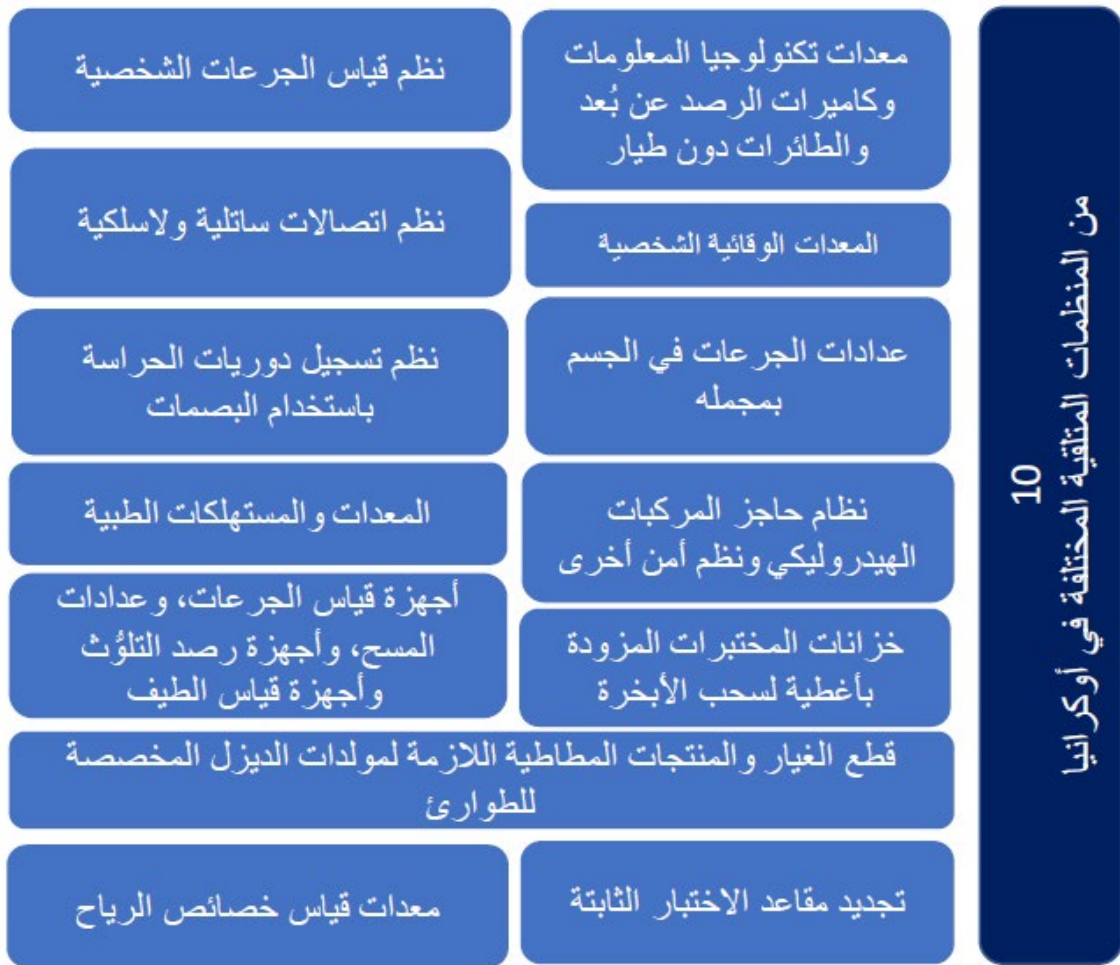 10
من المنظمات المتلقية المختلفة في أوكرانيا
معدات تكنولوجيا المعلومات
وكاميرات الرصد عن بُعد
والطائرات دون طيار
نظم قياس الجرعات الشخصية
المعدات الوقائية الشخصية
نظم اتصالات ساتلية ولاسلكية
عدادات الجرعات في الجسم
بمجمله
نظم تسجيل دوريات الحراسة
باستخدام البصمات
نظام حاجز المركبات
الهيدروليكي ونظم أمن أخرى
المعدات والمستهلكات الطبية
خزانات المختبرات المزودة
بأغطية لسحب الأبخرة
أجهزة قياس الجرعات، وعدادات
المسح، وأجهزة رصد التلوُّث
وأجهزة قياس الطيف
قطع الغيار والمنتجات المطاطية اللازمة لمولدات الديزل المخصصة
للطوارئ
تجديد مقاعد الاختبار الثابتة
معدات قياس خصائص الرياح